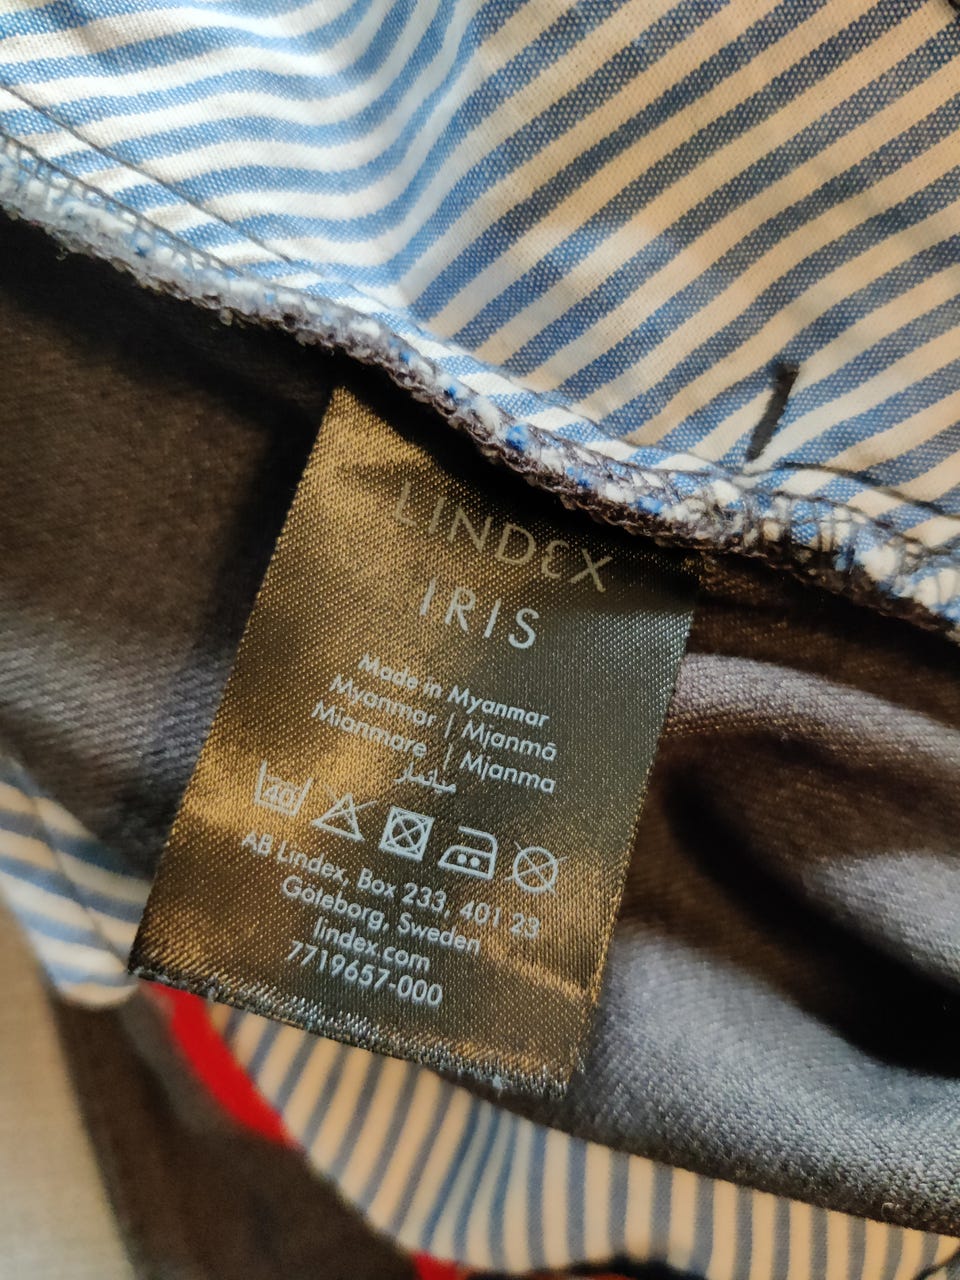 LINDEX
IRIS
Made in Myanmar
Myanmar | Mjanmā
Mianmare | Mjanma
ميانمار
40
AB Lindex, Box 233, 401 23
Göteborg, Sweden
lindex.com
7719657-000